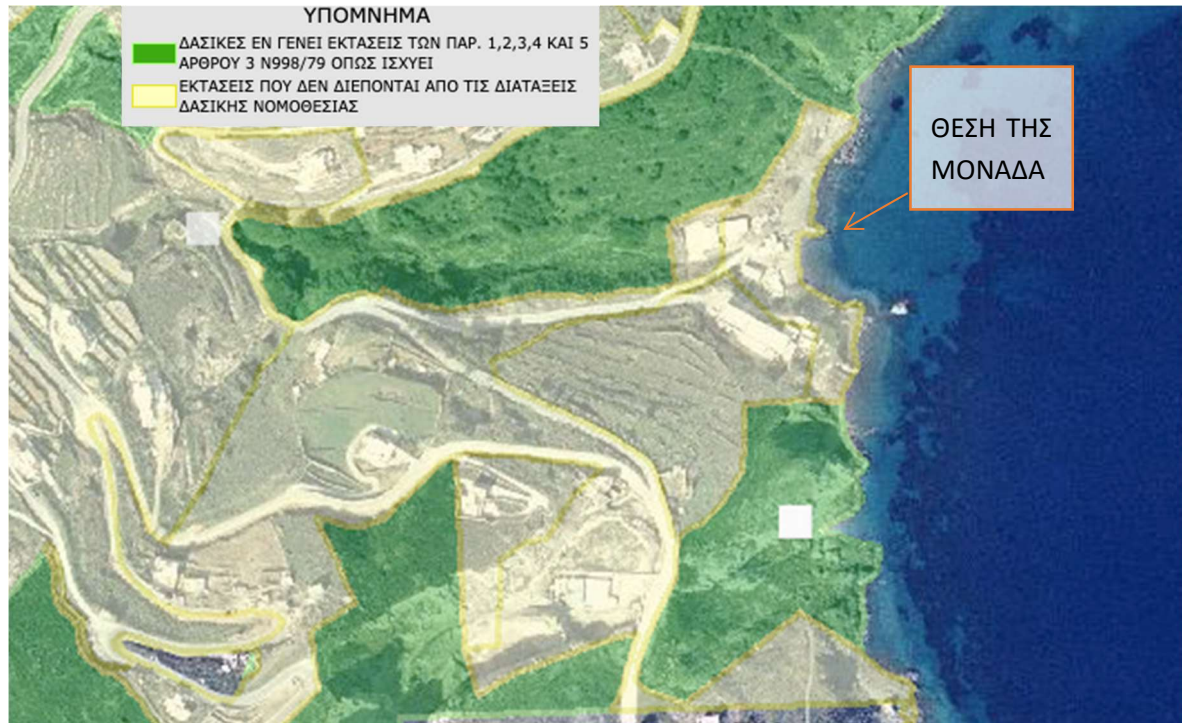 ΥΠΟΜΝΗΜΑ
ΔΑΣΙΚΕΣ ΕΝ ΓΕΝΕΙ ΕΚΤΑΣΕΙΣ ΤΩΝ ΠΑΡ. 1,2,3,4 ΚΑΙ 5
ΑΡΘΡΟΥ 3 Ν998/79 ΟΠΩΣ ΙΣΧΥΕΙ
ΕΚΤΑΣΕΙΣ ΠΟΥ ΔΕΝ ΔΙΕΠΟΝΤΑΙ ΑΠΟ ΤΙΣ ΔΙΑΤΑΞΕΙΣ
ΔΑΣΙΚΗΣ ΝΟΜΟΘΕΣΙΑΣ
ΘΕΣΗ ΤΗΣ
ΜΟΝΑΔΑ